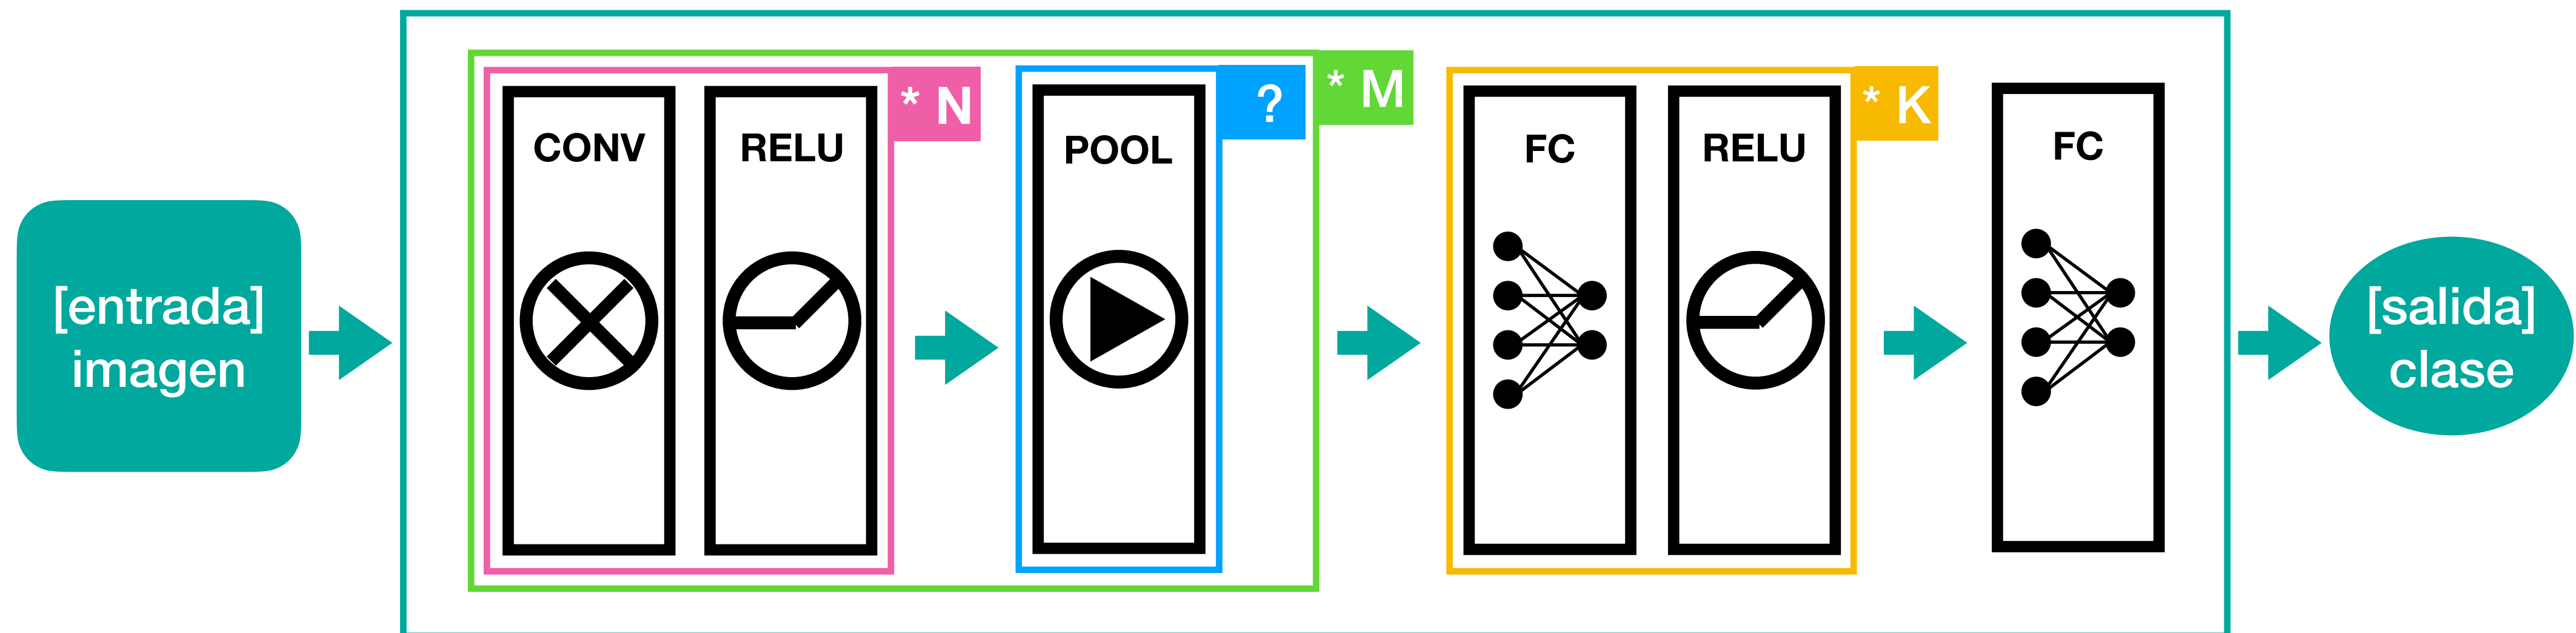 [entrada]
imagen
CONV
RELU
* N
POOL
?
* M
FC
RELU
* K
FC
[salida]
clase